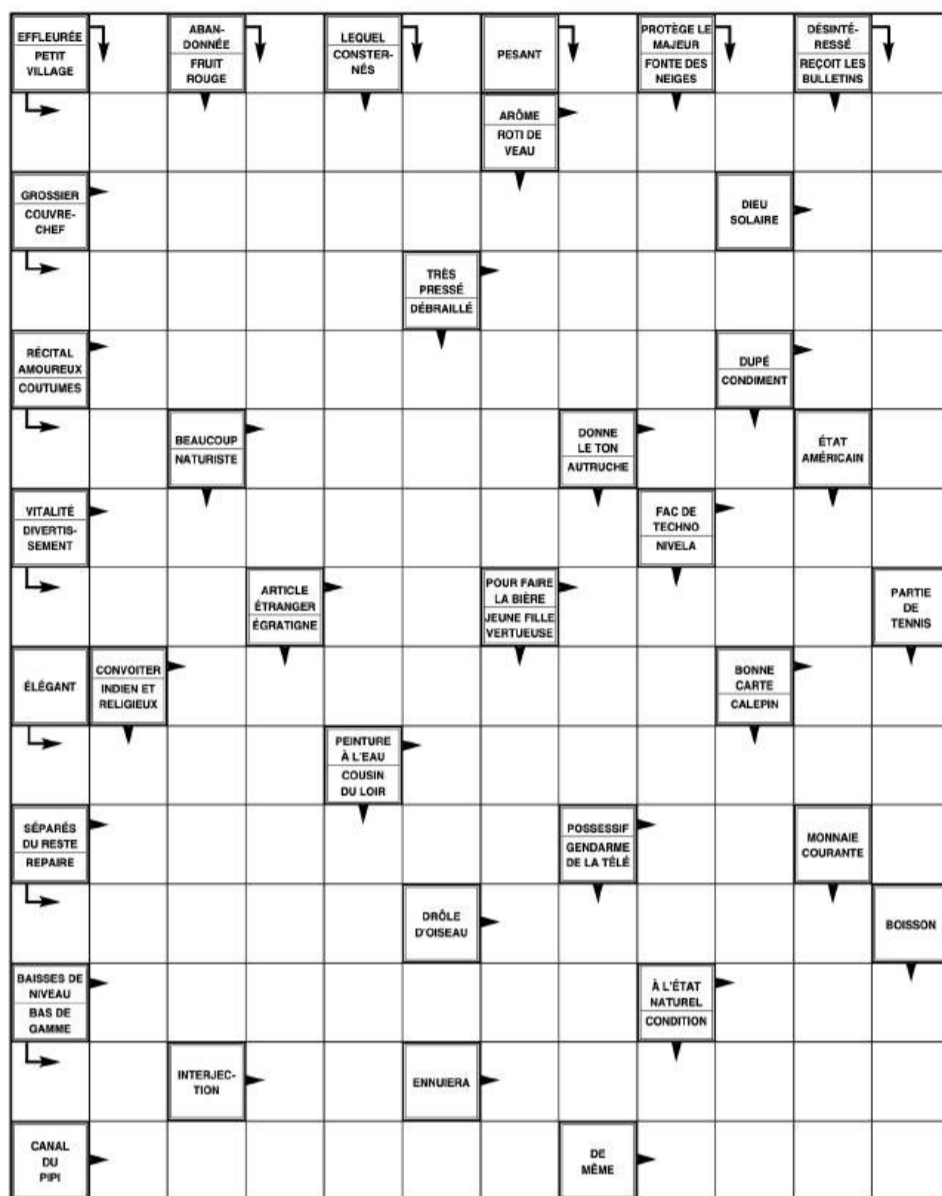 EFFLEURÉE
PETIT
VILLAGE
ABAN-
DONNÉE
FRUIT
ROUGE
LEQUEL
CONSTER-
NÉS
PESANT
PROTÈGE LE
MAJEUR
FONTE DES
NEIGES
DÉSINTÉ-
RESSÉ
REÇOIT LES
BULLETINS
ARÔME
ROTI DE
VEAU
GROSSIER
COUVRE-
CHEF
DIEU
SOLAIRE
TRÈS
PRESSÉ
DÉBRAILLÉ
RÉCITAL
AMOUREUX
COUTUMES
DUPÉ
CONDIMENT
BEAUCOUP
NATURISTE
DONNE
LE TON
AUTRUCHE
ÉTAT
AMÉRICAIN
VITALITÉ
DIVERTIS-
SEMENT
FAC DE
TECHNO
NIVELA
ARTICLE
ÉTRANGER
ÉGRATIGNE
POUR FAIRE
LA BIÈRE
JEUNE FILLE
VERTUEUSE
PARTIE
DE
TENNIS
ÉLÉGANT
CONVOITER
INDIEN ET
RELIGIEUX
BONNE
CARTE
CALEPIN
PEINTURE
À L'EAU
COUSIN
DU LOIR
SÉPARÉS
DU RESTE
REPAIRE
POSSESSIF
GENDARME
DE LA TÉLÉ
MONNAIE
COURANTE
DRÔLE
D'OISEAU
BOISSON
BAISSES DE
NIVEAU
BAS DE
GAMME
À L'ÉTAT
NATUREL
CONDITION
INTERJEC-
TION
ENNUIERA
CANAL
DU
PIPI
DE
MÊME